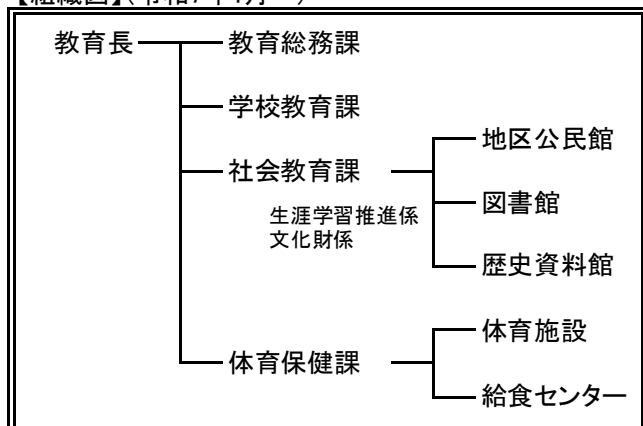 教育長
教育総務課
学校教育課
社会教育課
生涯学習推進係
文化財係
地区公民館
図書館
歴史資料館
体育保健課
体育施設
給食センター